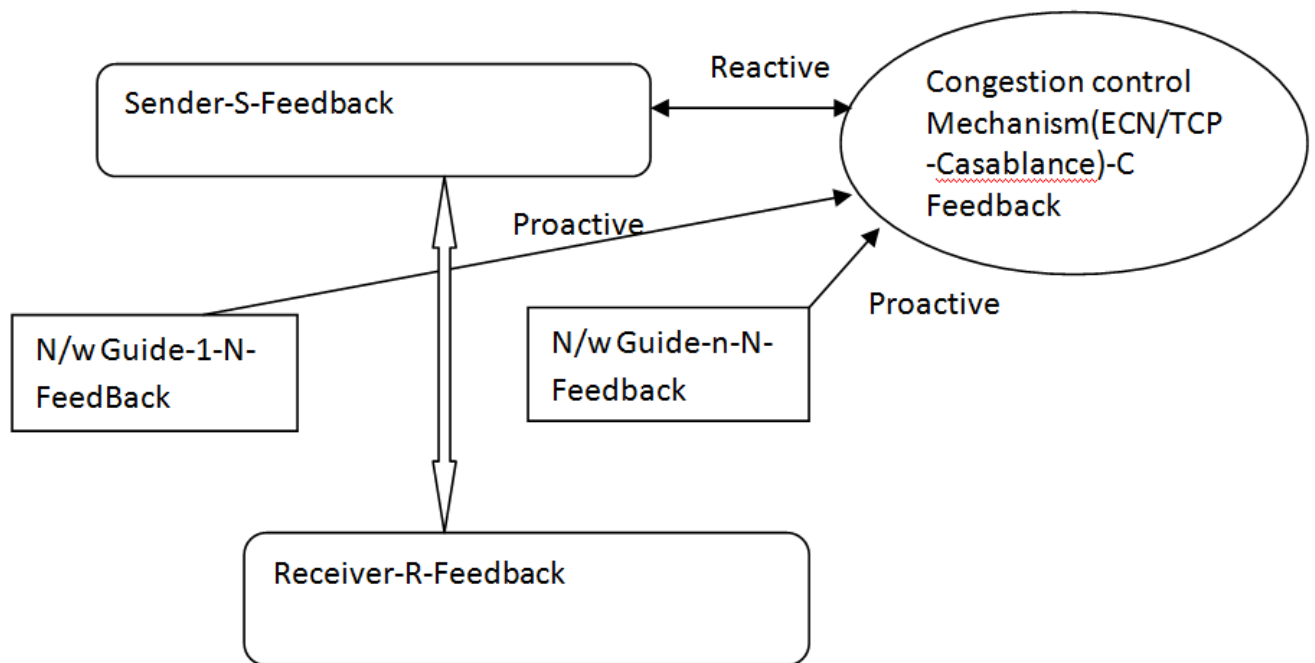 Reactive
Sender-S-Feedback
Congestion control
Mechanism(ECN/TCP
-Casablance)-C
Feedback
Proactive
Proactive
N/w Guide-1-N-
FeedBack
N/w Guide-n-N-
Feedback
Receiver-R-Feedback